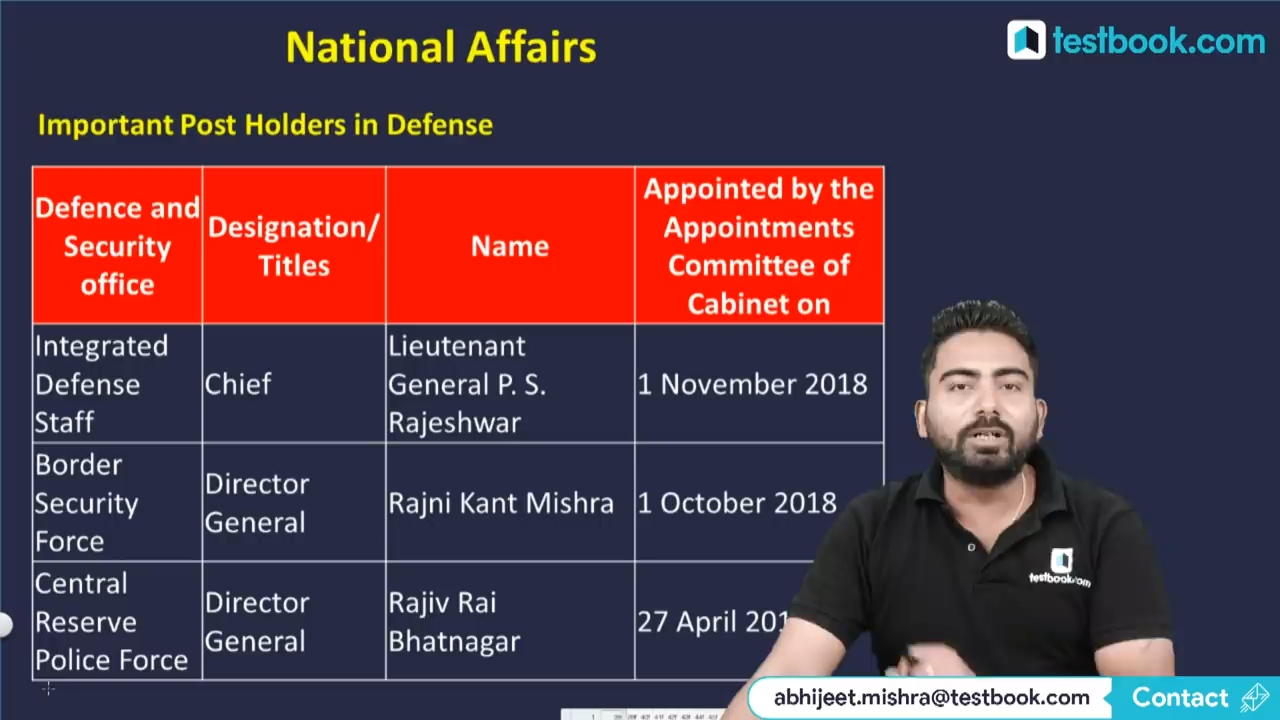 National Affairs
testbook.com
Important Post Holders in Defense
Defence and
Security
office
Designation/
Titles
Name
Appointed by the
Appointments
Committee of
Cabinet on
Integrated
Defense
Staff
Chief
Lieutenant
General P. S.
Rajeshwar
1 November 2018
Border
Security
Force
Director
General
Rajni Kant Mishra
1 October 2018
Central
Reserve
Police Force
Director
General
Rajiv Rai
Bhatnagar
27 April
testbook.com
abhijeet.mishra@testbook.com
Contact